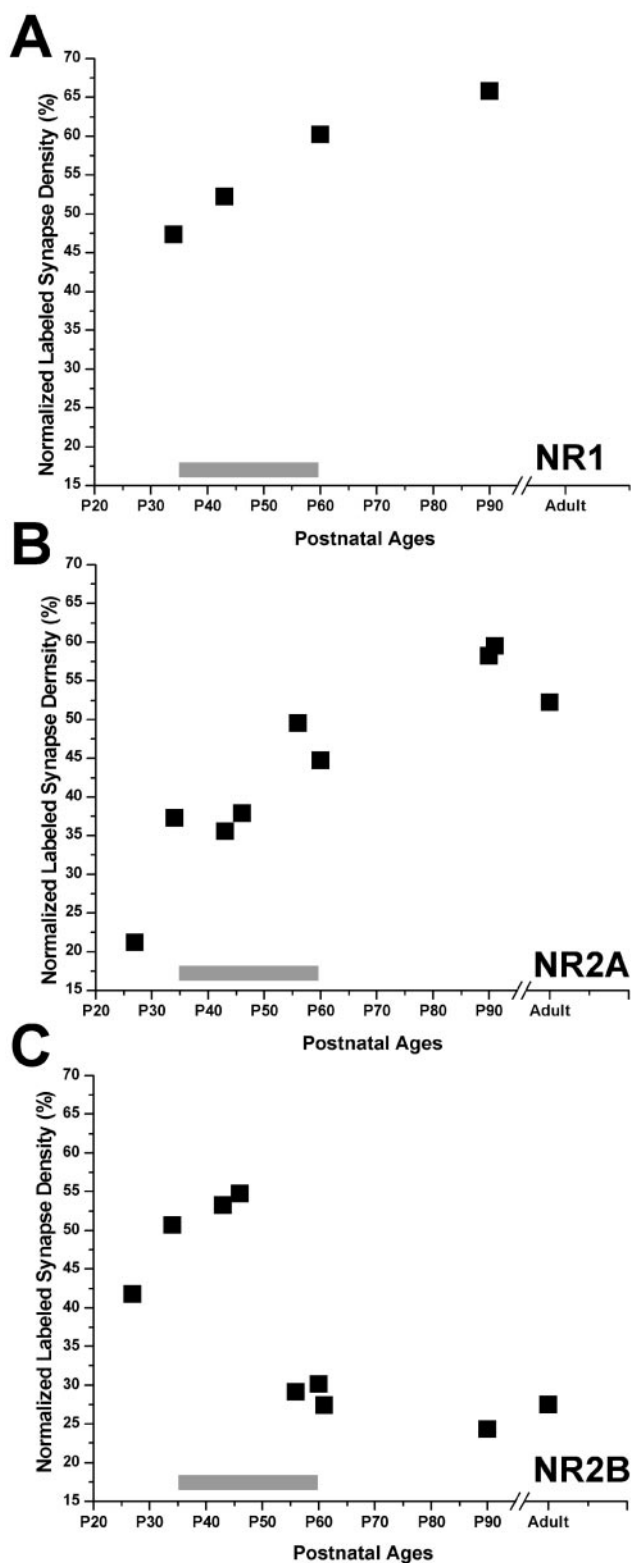 A
Normalized Labeled Synapse Density (%)
70
65
60
55
50
45
40
35
30
25
20
15
NR1
P20 P30 P40 P50 P60 P70 P80 P90 Adult
Postnatal Ages
B
Normalized Labeled Synapse Dernsity (%)
70
65
60
55
50
45
40
35
30
25
20
15
NR2A
P20 P30 P40 P50 P60 P70 P80 P90 Adult
Postnatal Ages
C
Normalized Labeled Synapse Density (%)
70
65
60
55
50
45
40
35
30
25
20
15
NR2B
P20 P30 P40 P50 P60 P70 P80 P90 Adult
Postnatal Ages